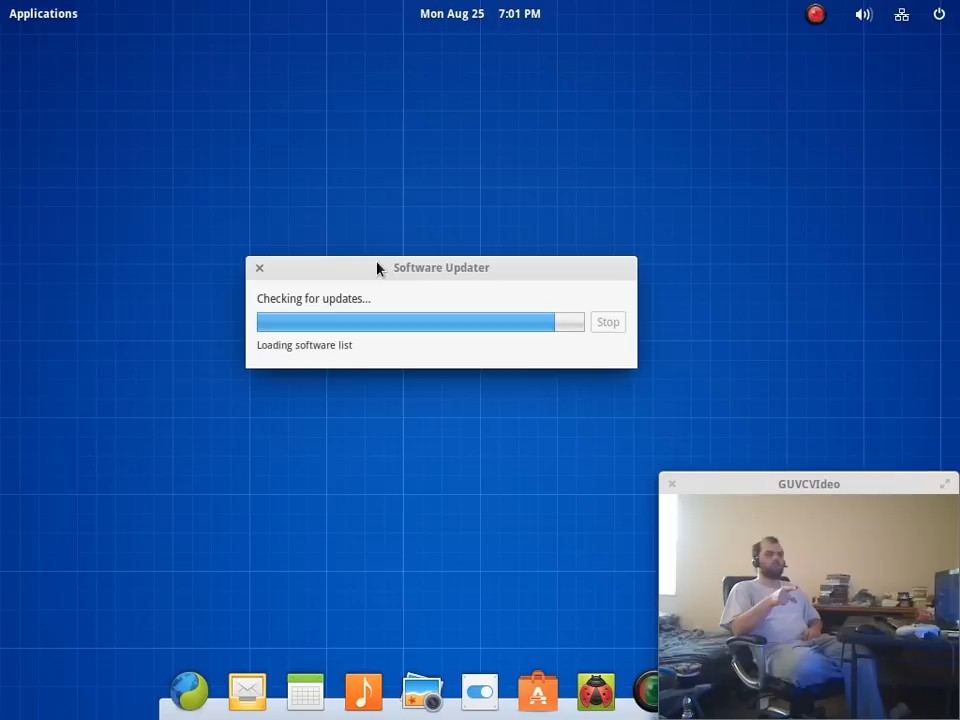 Applications
Mon Aug 25 7:01 PM
Software Updater
Checking for updates...
Stop
Loading software list
GUVCVIdeo